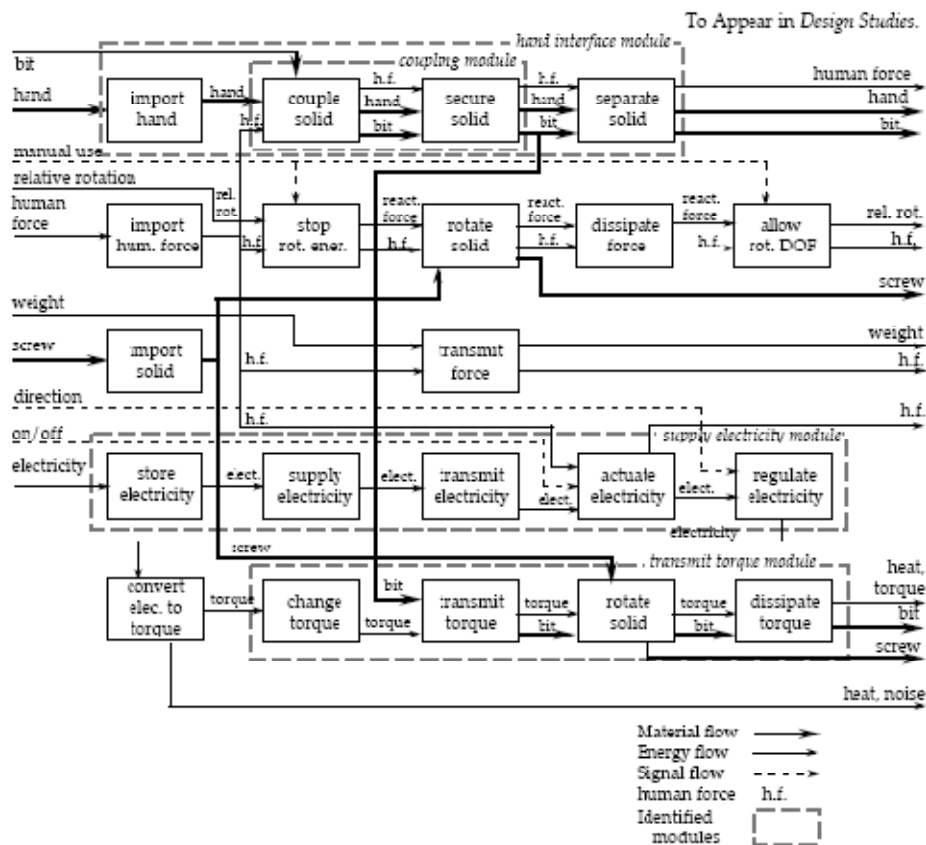 To Appear in Design Studies.
hand interface module
coupling module
bit
hand
import
hand
hand
h.f.
couple
solid
h.f.
hand
bit
secure
solid
h.f.
hand
bit
separate
solid
human force
hand
bit
manual use
relative rotation
human
force
import
hum. force
rel.
rot.
h.f.
stop
rot. ener.
react.
force
h.f.
rotate
solid
react.
force
h.f.
dissipate
force
react.
force
h.f.
allow
rot. DOF
rel. rot.
h.f.
screw
weight
screw
import
solid
h.f.
transmit
force
weight
h.f.
direction
h.f.
h.f.
on/off
supply electricity module
electricity
store
electricity
elect.
supply
electricity
elect.
transmit
electricity
elect.
actuate
electricity
elect.
regulate
electricity
electricity
screw
transmit torque module
convert
elec. to
torque
torque
change
torque
torque
bit
transmit
torque
torque
bit
rotate
solid
torque
bit
dissipate
torque
heat,
torque
bit
screw
heat, noise
Material flow
Energy flow
Signal flow
human force h.f.
Identified
modules